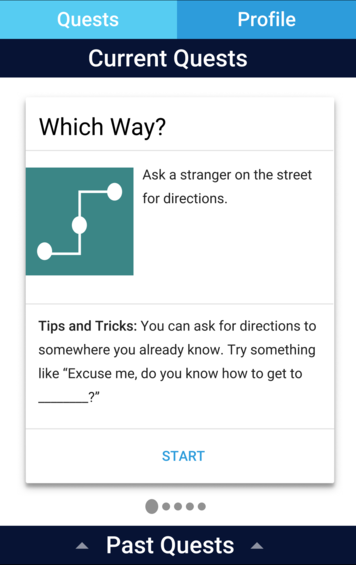 Quests
Profile
Current Quests
Which Way?
Ask a stranger on the street
for directions.
Tips and Tricks: You can ask for directions to
somewhere you already know. Try something
like “Excuse me, do you know how to get to
________?”
START
Past Quests